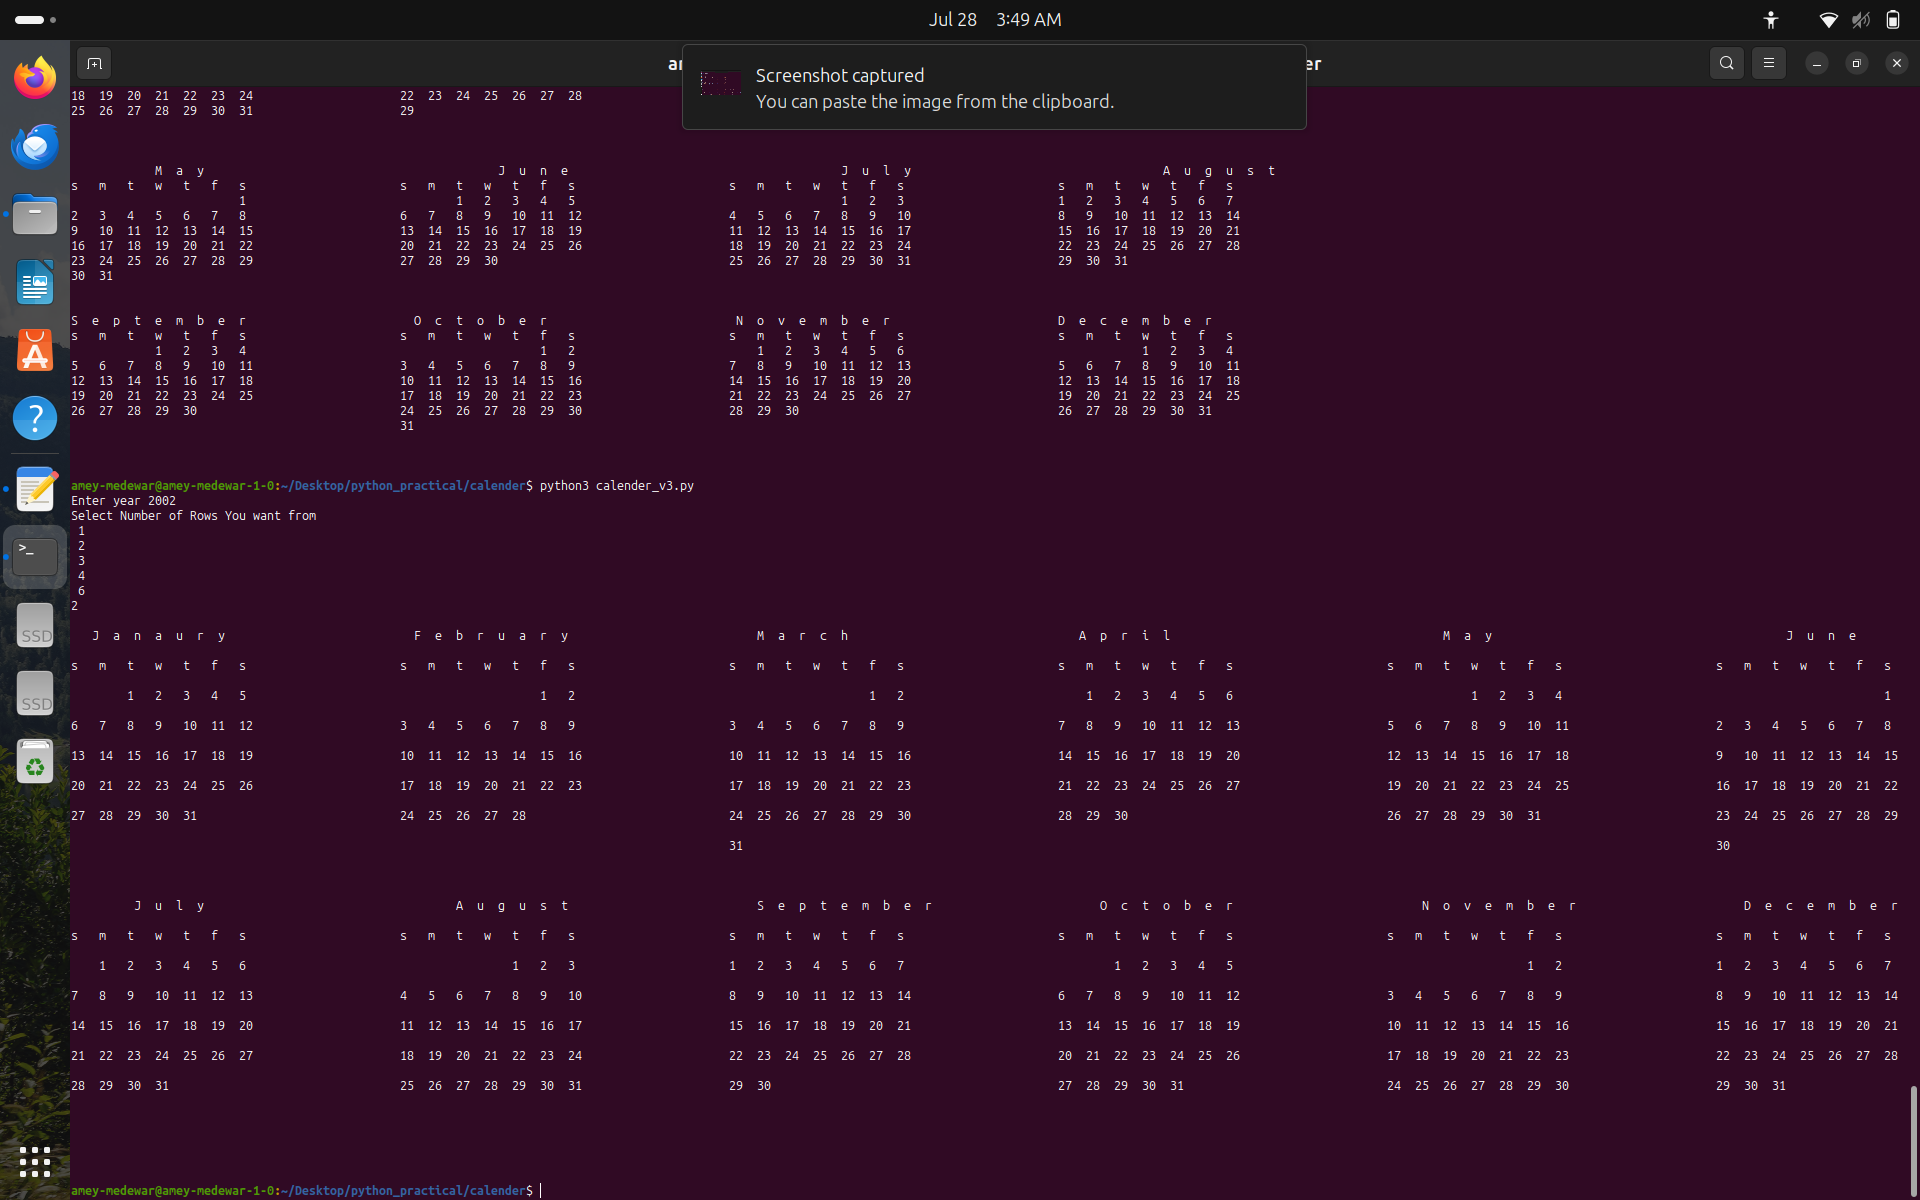 Jul 28 3:49 AM
ar er
Screenshot captured
You can paste the image from the clipboard.
18 19 20 21 22 23 24 22 23 24 25 26 27 28
25 26 27 28 29 30 31 29
M a y J u n e J u l y A u g u s t
s m t w t f s s m t w t f s s m t w t f s s m t w t f s
1 1 2 3 4 5 1 2 3 1 2 3 4 5 6 7
2 3 4 5 6 7 8 6 7 8 9 10 11 12 4 5 6 7 8 9 10 8 9 10 11 12 13 14
9 10 11 12 13 14 15 13 14 15 16 17 18 19 11 12 13 14 15 16 17 15 16 17 18 19 20 21
16 17 18 19 20 21 22 20 21 22 23 24 25 26 18 19 20 21 22 23 24 22 23 24 25 26 27 28
23 24 25 26 27 28 29 27 28 29 30 25 26 27 28 29 30 31 29 30 31
30 31
S e p t e m b e r O c t o b e r N o v e m b e r D e c e m b e r
s m t w t f s s m t w t f s s m t w t f s s m t w t f s
1 2 3 4 1 2 1 2 3 4 5 6 1 2 3 4
5 6 7 8 9 10 11 3 4 5 6 7 8 9 7 8 9 10 11 12 13 5 6 7 8 9 10 11
12 13 14 15 16 17 18 10 11 12 13 14 15 16 14 15 16 17 18 19 20 12 13 14 15 16 17 18
19 20 21 22 23 24 25 17 18 19 20 21 22 23 21 22 23 24 25 26 27 19 20 21 22 23 24 25
26 27 28 29 30 24 25 26 27 28 29 30 28 29 30 26 27 28 29 30 31
31
amey-medewar@amey-medewar-1-0:~/Desktop/python_practical/calender$ python3 calender_v3.py
Enter year 2002
Select Number of Rows You want from
1
2
3
4
6
2
J a n a u r y F e b r u a r y M a r c h A p r i l M a y J u n e
s m t w t f s s m t w t f s s m t w t f s s m t w t f s s m t w t f s s m t w t f s
1 2 3 4 5 1 2 1 2 1 2 3 4 5 6 1 2 3 4 1
6 7 8 9 10 11 12 3 4 5 6 7 8 9 3 4 5 6 7 8 9 7 8 9 10 11 12 13 5 6 7 8 9 10 11 2 3 4 5 6 7 8
13 14 15 16 17 18 19 10 11 12 13 14 15 16 10 11 12 13 14 15 16 14 15 16 17 18 19 20 12 13 14 15 16 17 18 9 10 11 12 13 14 15
20 21 22 23 24 25 26 17 18 19 20 21 22 23 17 18 19 20 21 22 23 21 22 23 24 25 26 27 19 20 21 22 23 24 25 16 17 18 19 20 21 22
27 28 29 30 31 24 25 26 27 28 24 25 26 27 28 29 30 28 29 30 26 27 28 29 30 31 23 24 25 26 27 28 29
31 30
J u l y A u g u s t S e p t e m b e r O c t o b e r N o v e m b e r D e c e m b e r
s m t w t f s s m t w t f s s m t w t f s s m t w t f s s m t w t f s s m t w t f s
1 2 3 4 5 6 1 2 3 1 2 3 4 5 6 7 1 2 3 4 5 1 2 1 2 3 4 5 6 7
7 8 9 10 11 12 13 4 5 6 7 8 9 10 8 9 10 11 12 13 14 6 7 8 9 10 11 12 3 4 5 6 7 8 9 8 9 10 11 12 13 14
14 15 16 17 18 19 20 11 12 13 14 15 16 17 15 16 17 18 19 20 21 13 14 15 16 17 18 19 10 11 12 13 14 15 16 15 16 17 18 19 20 21
21 22 23 24 25 26 27 18 19 20 21 22 23 24 22 23 24 25 26 27 28 20 21 22 23 24 25 26 17 18 19 20 21 22 23 22 23 24 25 26 27 28
28 29 30 31 25 26 27 28 29 30 31 29 30 27 28 29 30 31 24 25 26 27 28 29 30 29 30 31
amey-medewar@amey-medewar-1-0:~/Desktop/python_practical/calender$
SSD
SSD